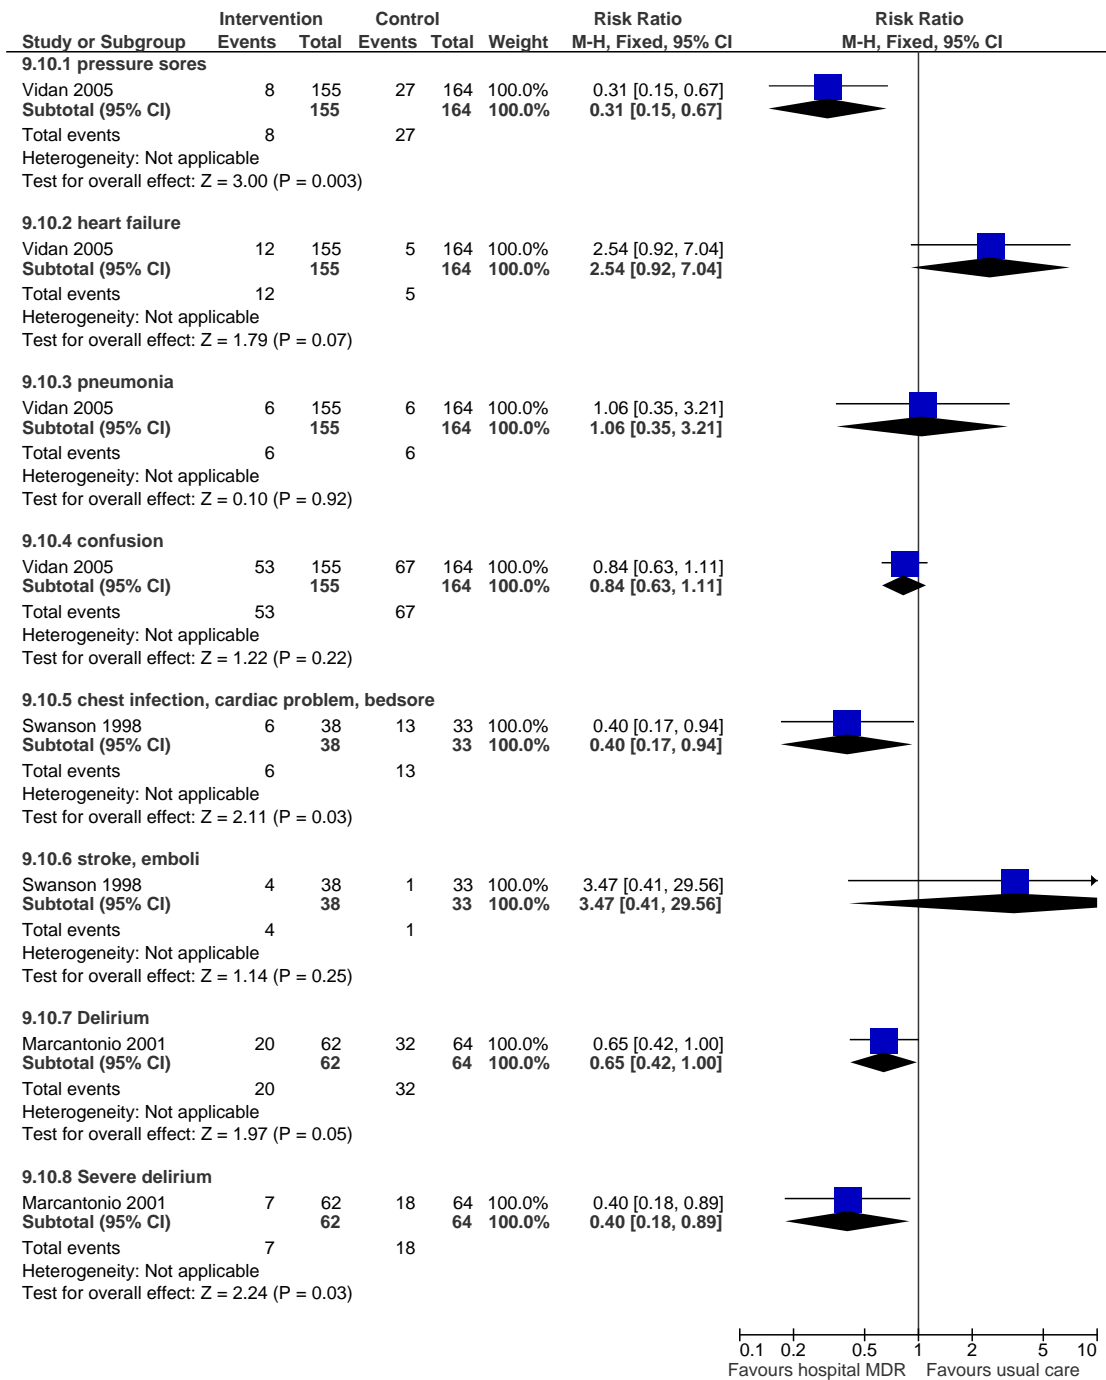 Intervention Control Risk Ratio Risk Ratio
Study or Subgroup Events Total Events Total Weight M-H, Fixed, 95% CI M-H, Fixed, 95% CI
9.10.1 pressure sores
Vidan 2005 8 155 27 164 100.0% 0.31 [0.15, 0.67]
Subtotal (95% CI) 155 164 100.0% 0.31 [0.15, 0.67]
Total events 8 27
Heterogeneity: Not applicable
Test for overall effect: Z = 3.00 (P = 0.003)
9.10.2 heart failure
Vidan 2005 12 155 5 164 100.0% 2.54 [0.92, 7.04]
Subtotal (95% CI) 155 164 100.0% 2.54 [0.92, 7.04]
Total events 12 5
Heterogeneity: Not applicable
Test for overall effect: Z = 1.79 (P = 0.07)
9.10.3 pneumonia
Vidan 2005 6 155 6 164 100.0% 1.06 [0.35, 3.21]
Subtotal (95% CI) 155 164 100.0% 1.06 [0.35, 3.21]
Total events 6 6
Heterogeneity: Not applicable
Test for overall effect: Z = 0.10 (P = 0.92)
9.10.4 confusion
Vidan 2005 53 155 67 164 100.0% 0.84 [0.63, 1.11]
Subtotal (95% CI) 155 164 100.0% 0.84 [0.63, 1.11]
Total events 53 67
Heterogeneity: Not applicable
Test for overall effect: Z = 1.22 (P = 0.22)
9.10.5 chest infection, cardiac problem, bedsore
Swanson 1998 6 38 13 33 100.0% 0.40 [0.17, 0.94]
Subtotal (95% CI) 38 33 100.0% 0.40 [0.17, 0.94]
Total events 6 13
Heterogeneity: Not applicable
Test for overall effect: Z = 2.11 (P = 0.03)
9.10.6 stroke, emboli
Swanson 1998 4 38 1 33 100.0% 3.47 [0.41, 29.56]
Subtotal (95% CI) 38 33 100.0% 3.47 [0.41, 29.56]
Total events 4 1
Heterogeneity: Not applicable
Test for overall effect: Z = 1.14 (P = 0.25)
9.10.7 Delirium
Marcantonio 2001 20 62 32 64 100.0% 0.65 [0.42, 1.00]
Subtotal (95% CI) 62 64 100.0% 0.65 [0.42, 1.00]
Total events 20 32
Heterogeneity: Not applicable
Test for overall effect: Z = 1.97 (P = 0.05)
9.10.8 Severe delirium
Marcantonio 2001 7 62 18 64 100.0% 0.40 [0.18, 0.89]
Subtotal (95% CI) 62 64 100.0% 0.40 [0.18, 0.89]
Total events 7 18
Heterogeneity: Not applicable
Test for overall effect: Z = 2.24 (P = 0.03)
0.1 0.2 0.5 1 2 5 10
Favours hospital MDR Favours usual care